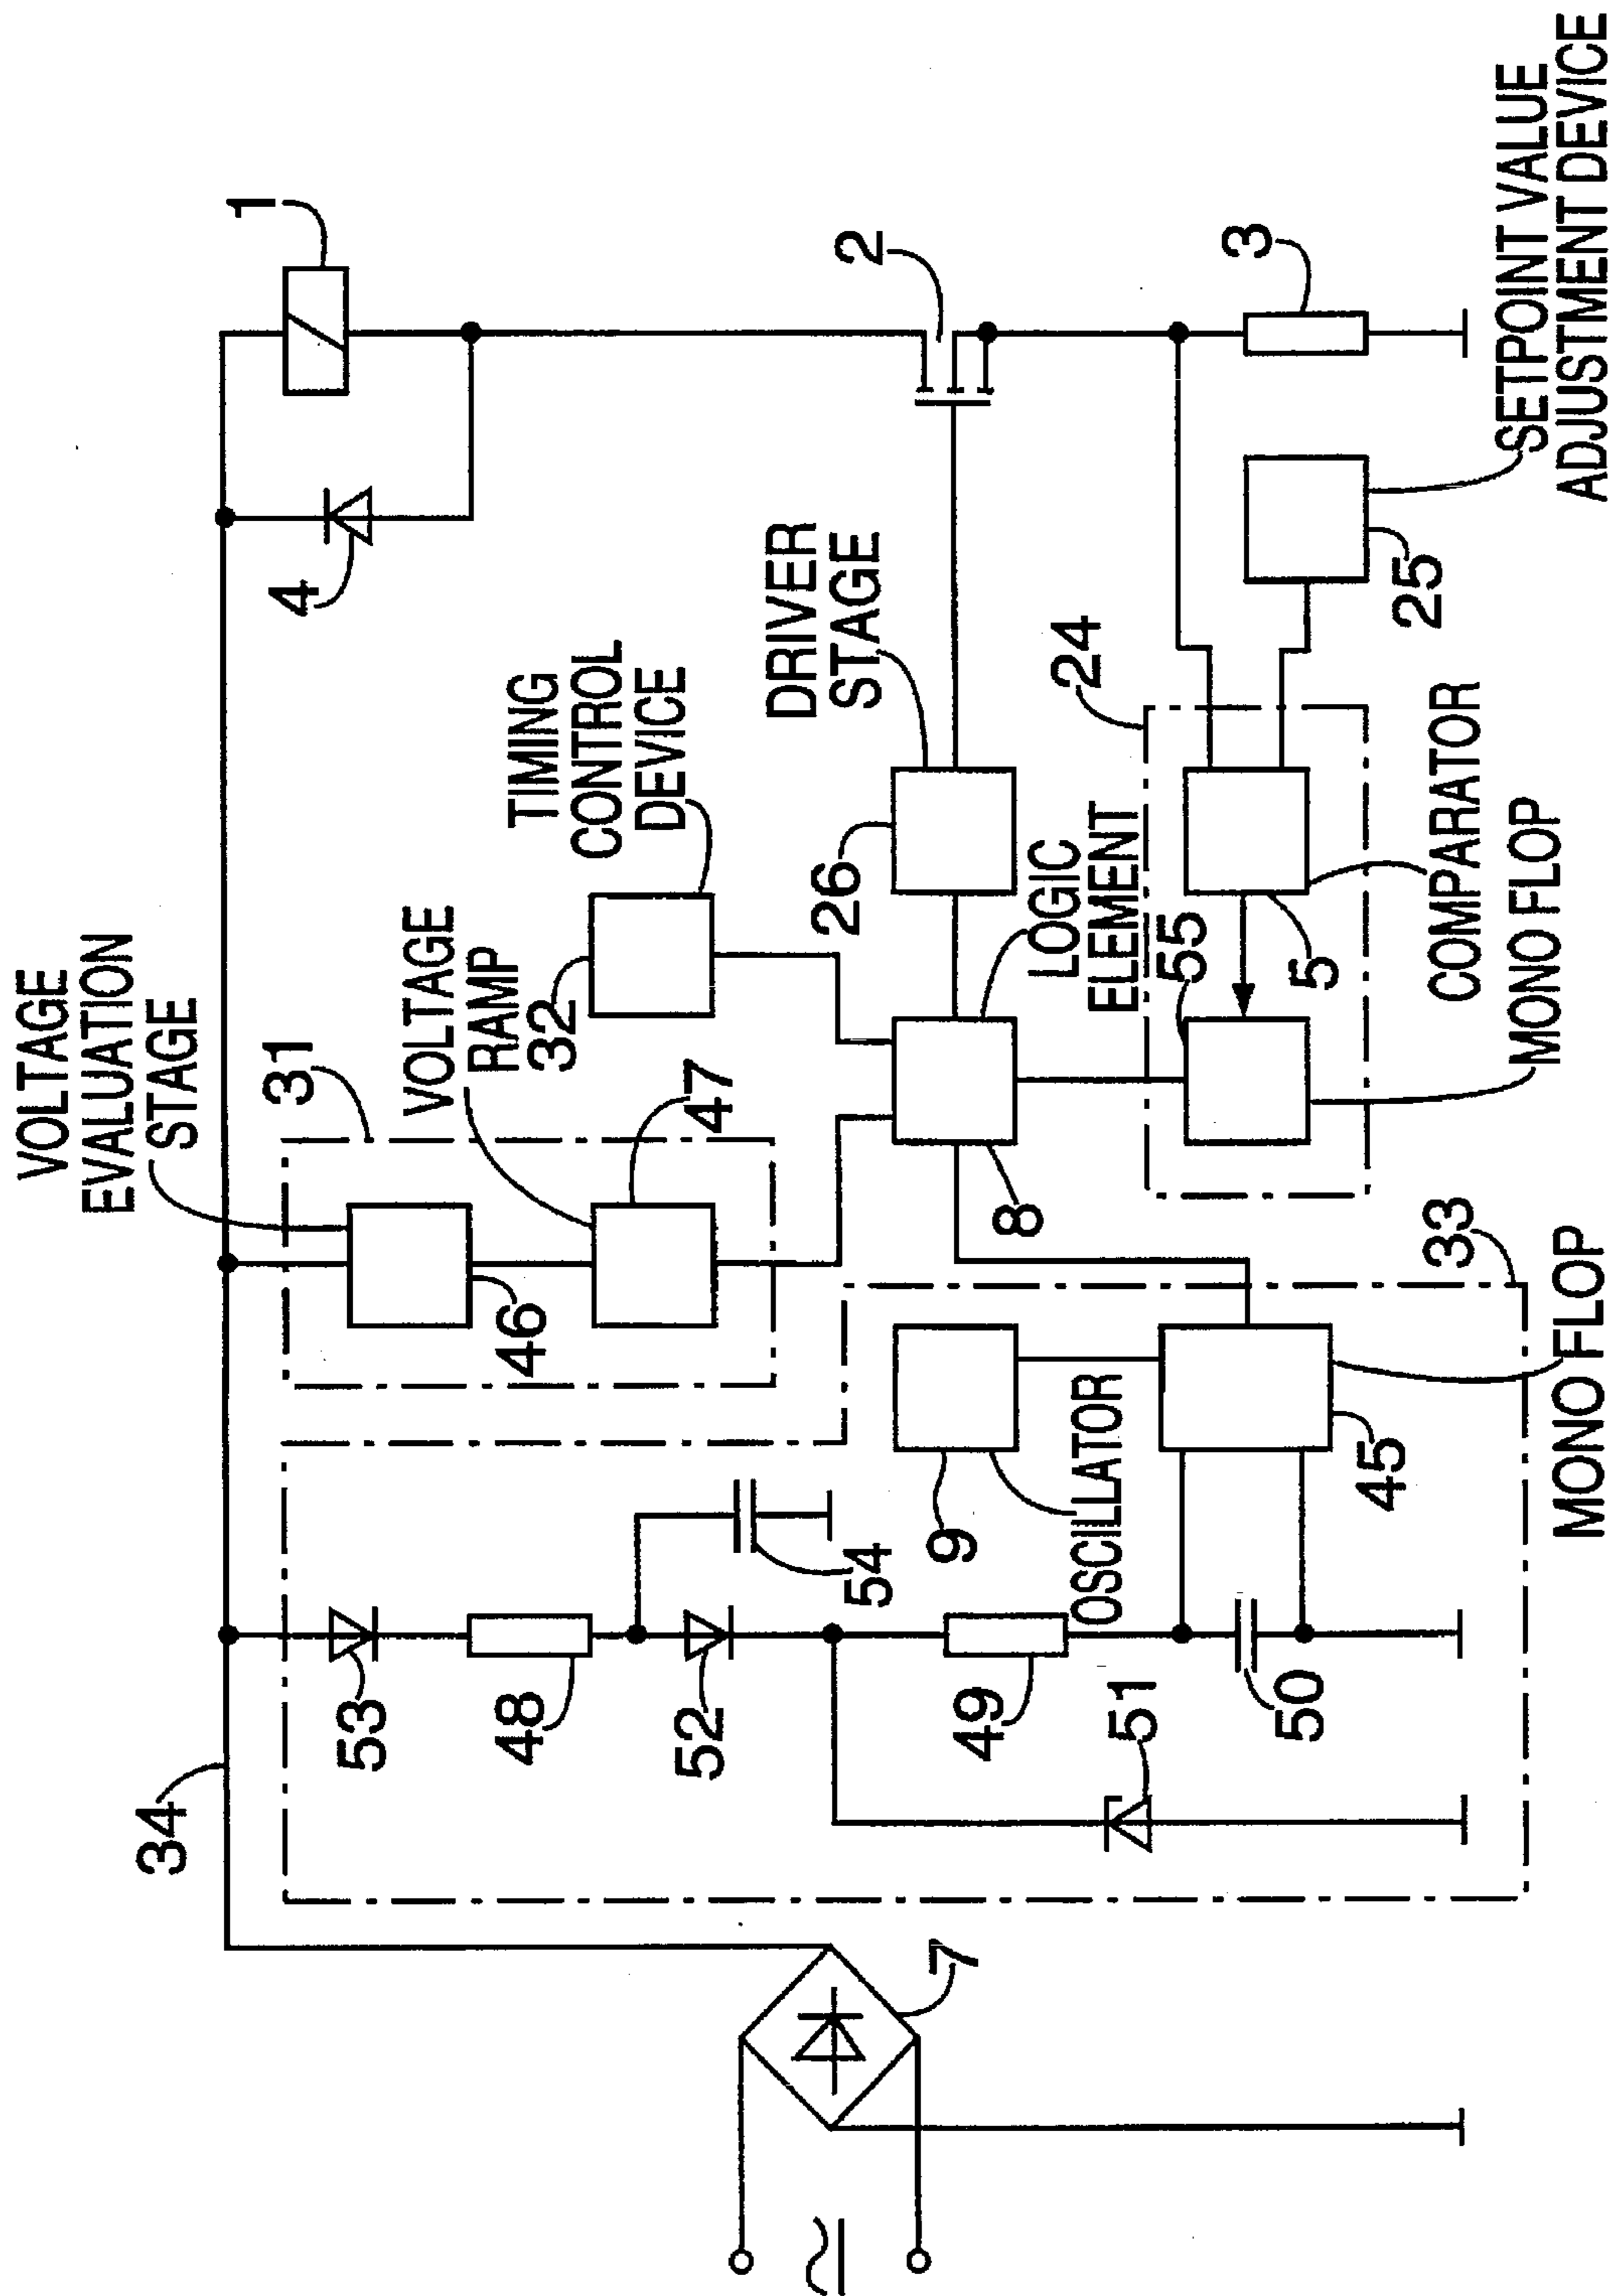 VOLTAGE
EVALUATION
STAGE
34
31
1
4
VOLTAGE
RAMP
TIMING
CONTROL
DEVICE
32
47
46
53
48
54
52
DRIVER
STAGE
2
26
7
9
OSCILLATOR
8
LOGIC
ELEMENT
24
3
49
51
50
45
33
55
5
25
COMPARATOR
MONO FLOP
MONO FLOP
SETPOINT VALUE
ADJUSTMENT DEVICE